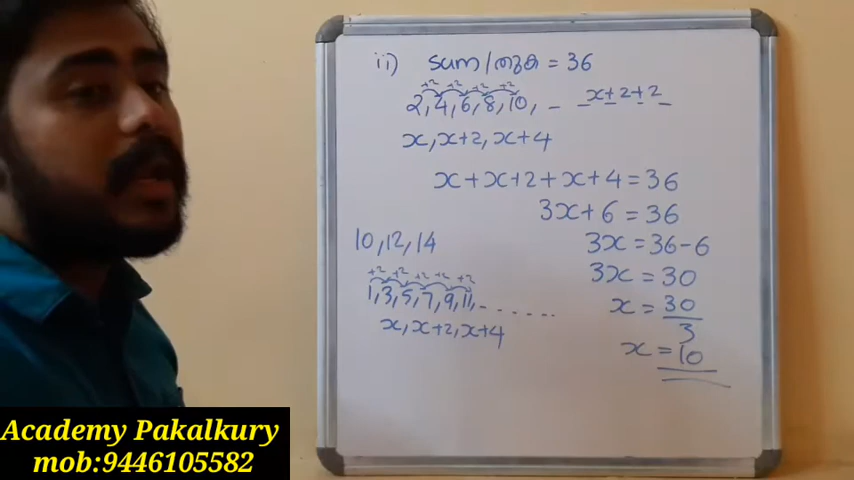 ii) sum/തുക = 36
+2 +2 +2 +2
2,4,6,8,10, - - x+2+2 -
x,x+2,x+4
x+x+2+x+4=36
3x+6 = 36
3x=36-6
3x = 30
x = 30/3
x =10
10,12,14
+2 +2 +2 +2 +2
1,3,5,7,9,11,- . . . . . .
x,x+2,x+4
Academy Pakalkury
mob:9446105582